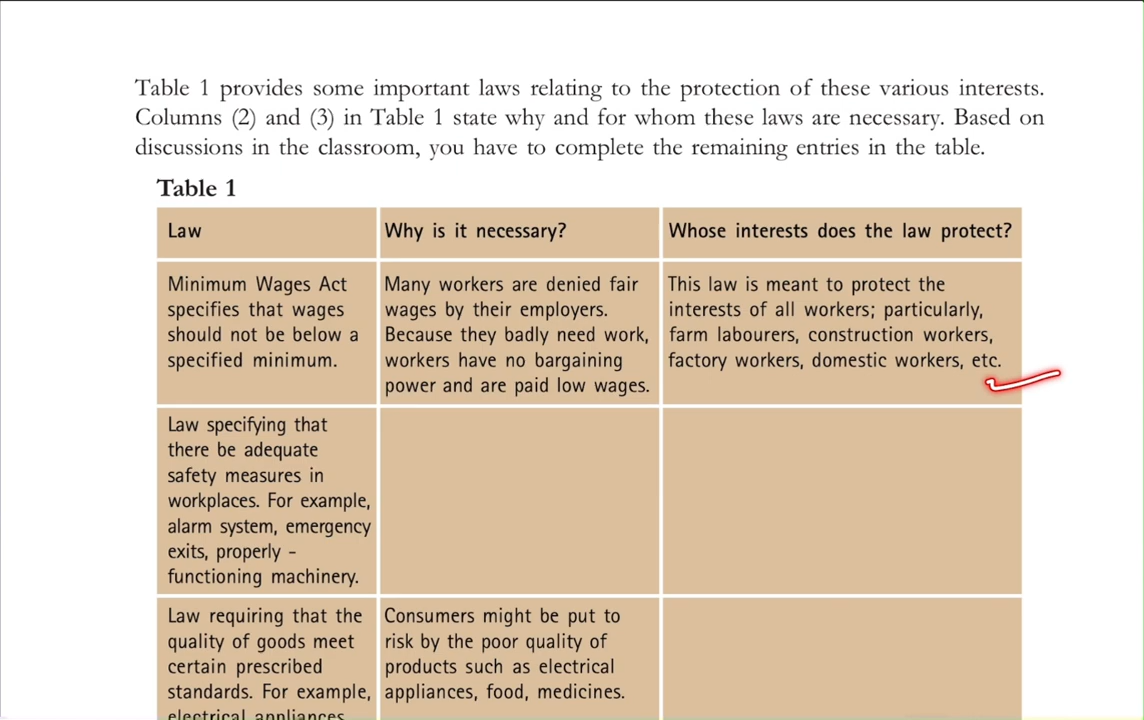 Table 1 provides some important laws relating to the protection of these various interests.
Columns (2) and (3) in Table 1 state why and for whom these laws are necessary. Based on
discussions in the classroom, you have to complete the remaining entries in the table.
Table 1
Law
Why is it necessary?
Whose interests does the law protect?
Minimum Wages Act
specifies that wages
should not be below a
specified minimum.
Many workers are denied fair
wages by their employers.
Because they badly need work,
workers have no bargaining
power and are paid low wages.
This law is meant to protect the
interests of all workers; particularly,
farm labourers, construction workers,
factory workers, domestic workers, etc.
Law specifying that
there be adequate
safety measures in
workplaces. For example,
alarm system, emergency
exits, properly -
functioning machinery.
Law requiring that the
quality of goods meet
certain prescribed
standards. For example,
electrical appliances
Consumers might be put to
risk by the poor quality of
products such as electrical
appliances, food, medicines.